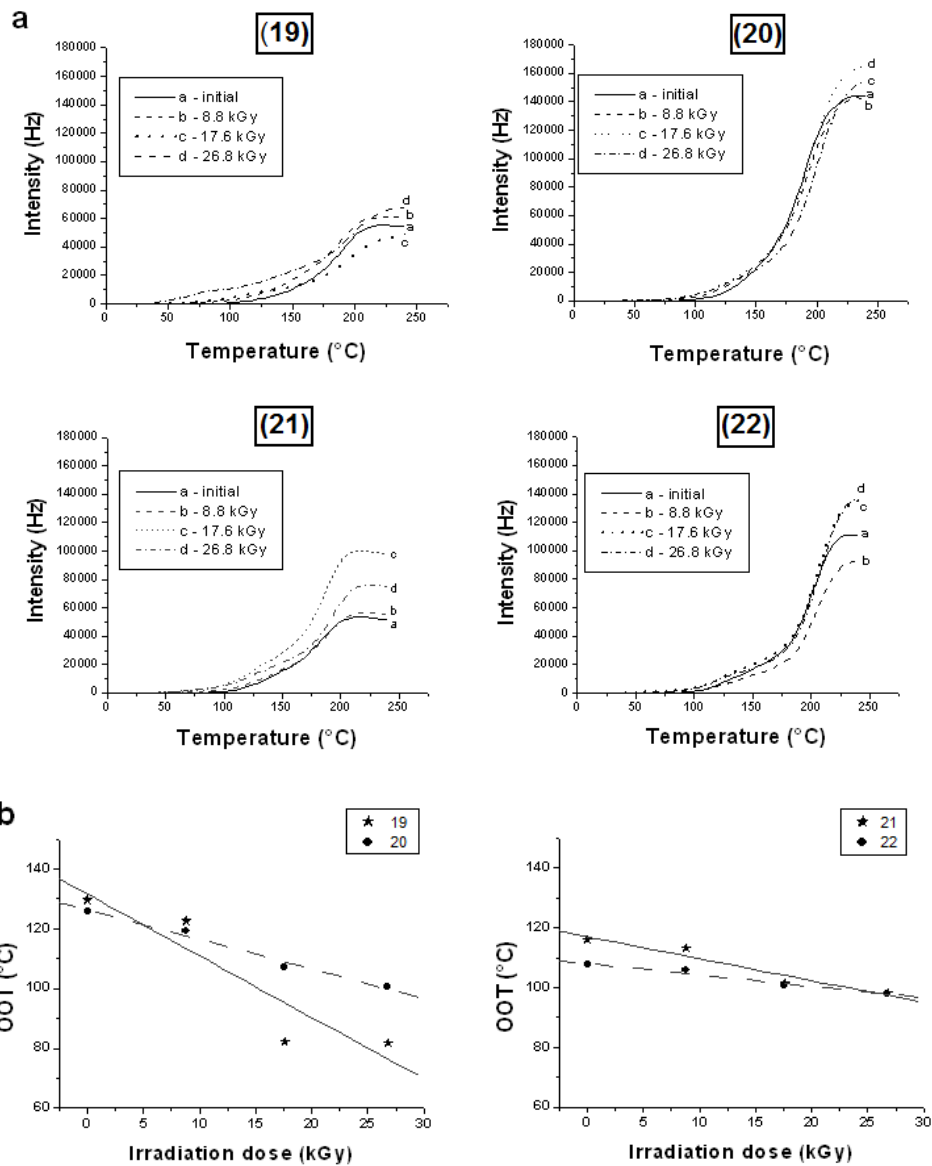 a
(19)
180000
160000
140000
120000
100000
80000
60000
40000
20000
0
Intensity (Hz)
a - initial
b - 8.8 kGy
c - 17.6 kGy
d - 26.8 kGy
d
b
a
c
0 50 100 150 200 250
Temperature (°C)
(20)
180000
160000
140000
120000
100000
80000
60000
40000
20000
0
Intensity (Hz)
a - initial
b - 8.8 kGy
c - 17.6 kGy
d - 26.8 kGy
d
c
a
b
0 50 100 150 200 250
Temperature (°C)
(21)
180000
160000
140000
120000
100000
80000
60000
40000
20000
0
Intensity (Hz)
a - initial
b - 8.8 kGy
c - 17.6 kGy
d - 26.8 kGy
c
d
b
a
0 50 100 150 200 250
Temperature (°C)
(22)
180000
160000
140000
120000
100000
80000
60000
40000
20000
0
Intensity (Hz)
a - initial
b - 8.8 kGy
c - 17.6 kGy
d - 26.8 kGy
d
c
a
b
0 50 100 150 200 250
Temperature (°C)
b
19
20
140
120
100
80
60
OOT (°C)
0 5 10 15 20 25 30
Irradiation dose (kGy)
21
22
140
120
100
80
60
OOT (°C)
0 5 10 15 20 25 30
Irradiation dose (kGy)